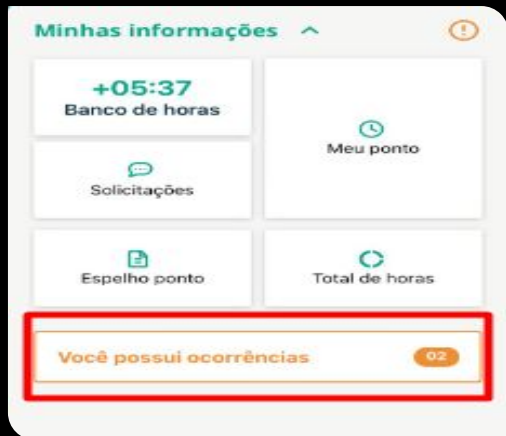 Minhas informações
+05:37
Banco de horas
Meu ponto
Solicitações
Espelho ponto
Total de horas
Você possui ocorrências 02